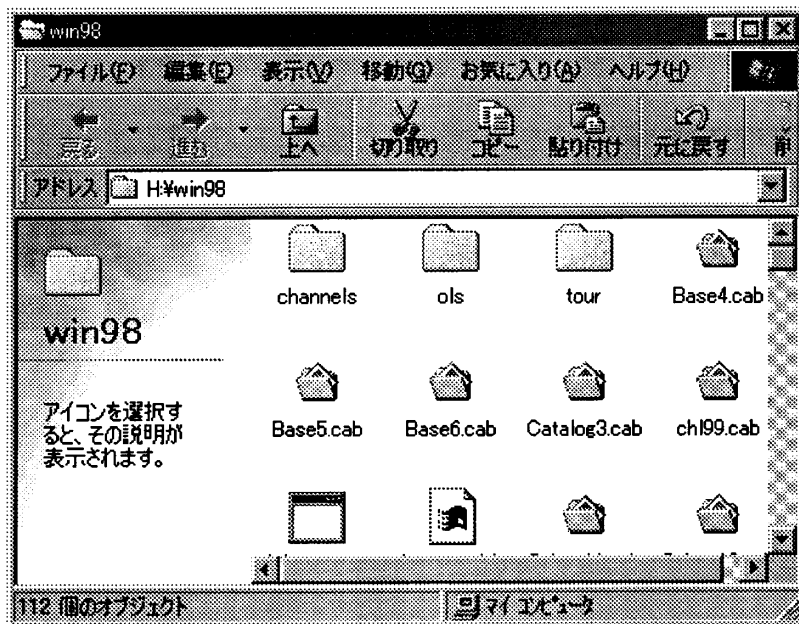 win98
ファイル(F) 編集(E) 表示(V) 移動(G) お気に入り(A) ヘルプ(H)
戻る 進む 上へ 切り取り コピー 貼り付け 元に戻す 削
アドレス H:¥win98
win98
アイコンを選択す
ると、その説明が
表示されます。
channels ols tour Base4.cab
Base5.cab Base6.cab Catalog3.cab chl99.cab
112 個のオブジェクト マイ コンピュータ